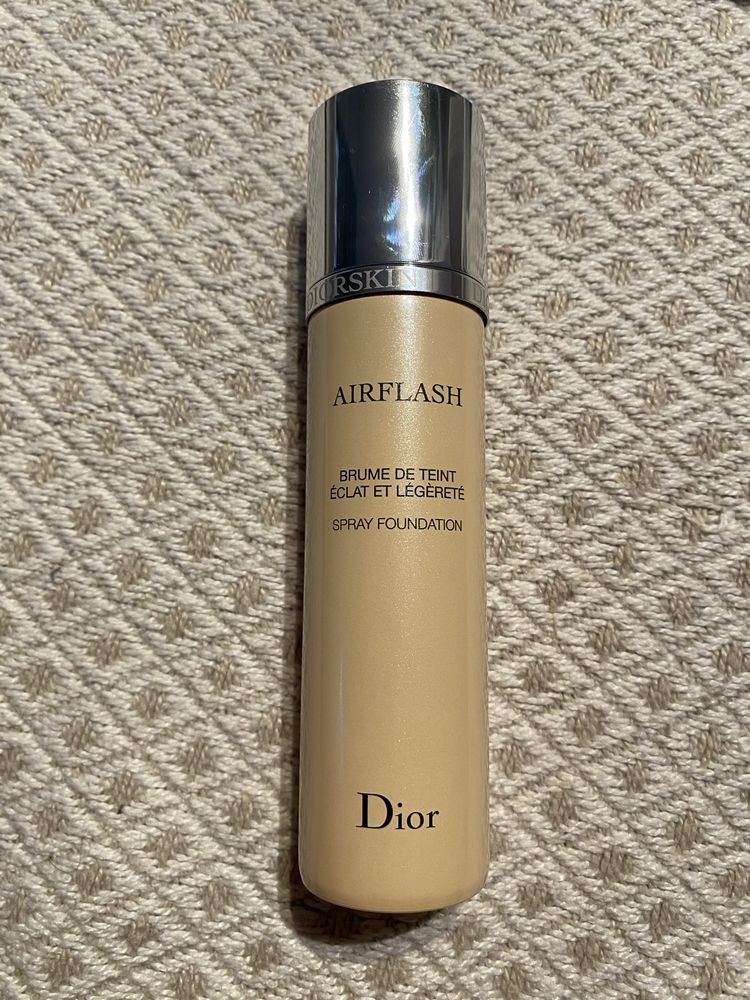 DIORSKIN
AIRFLASH
BRUME DE TEINT
ÉCLAT ET LÉGÈRETÉ
SPRAY FOUNDATION
Dior